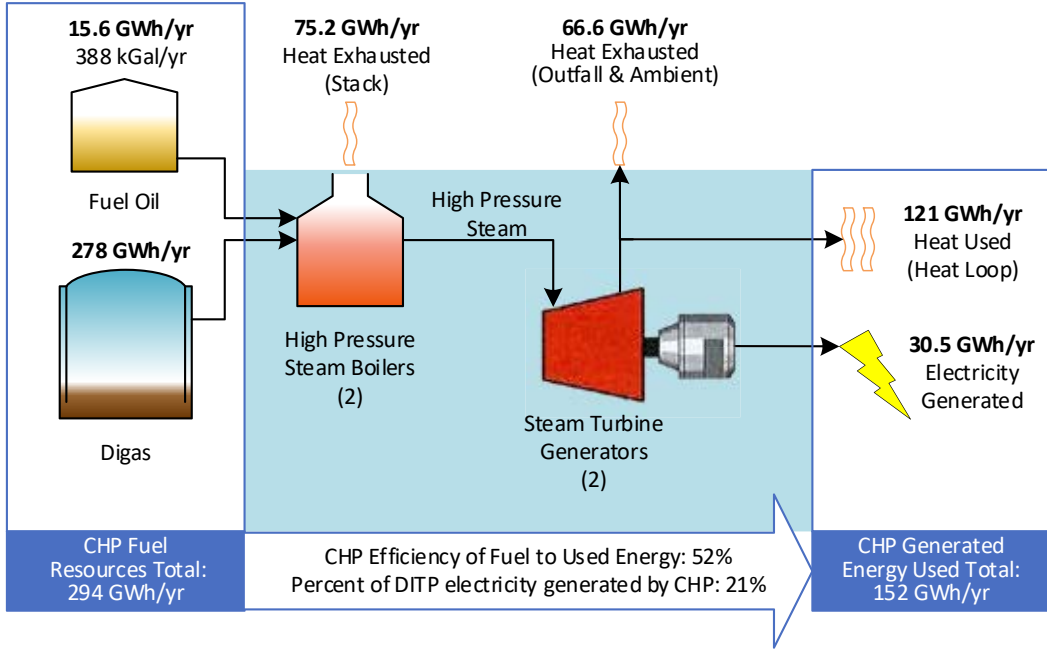 15.6 GWh/yr
388 kGal/yr
Fuel Oil
278 GWh/yr
Digas
75.2 GWh/yr
Heat Exhausted
(Stack)
High Pressure
Steam Boilers
(2)
High Pressure
Steam
66.6 GWh/yr
Heat Exhausted
(Outfall & Ambient)
Steam Turbine
Generators
(2)
121 GWh/yr
Heat Used
(Heat Loop)
30.5 GWh/yr
Electricity
Generated
CHP Fuel
Resources Total:
294 GWh/yr
CHP Efficiency of Fuel to Used Energy: 52%
Percent of DITP electricity generated by CHP: 21%
CHP Generated
Energy Used Total:
152 GWh/yr